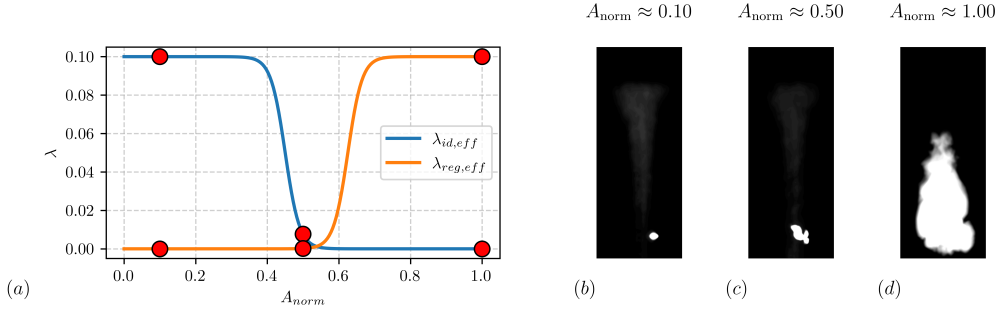 A_norm ≈ 0.10
A_norm ≈ 0.50
A_norm ≈ 1.00
0.10
0.08
0.06
0.04
0.02
0.00
λ
λ_id,eff
λ_reg,eff
0.0 0.2 0.4 0.6 0.8 1.0
A_norm
(a)
(b)
(c)
(d)